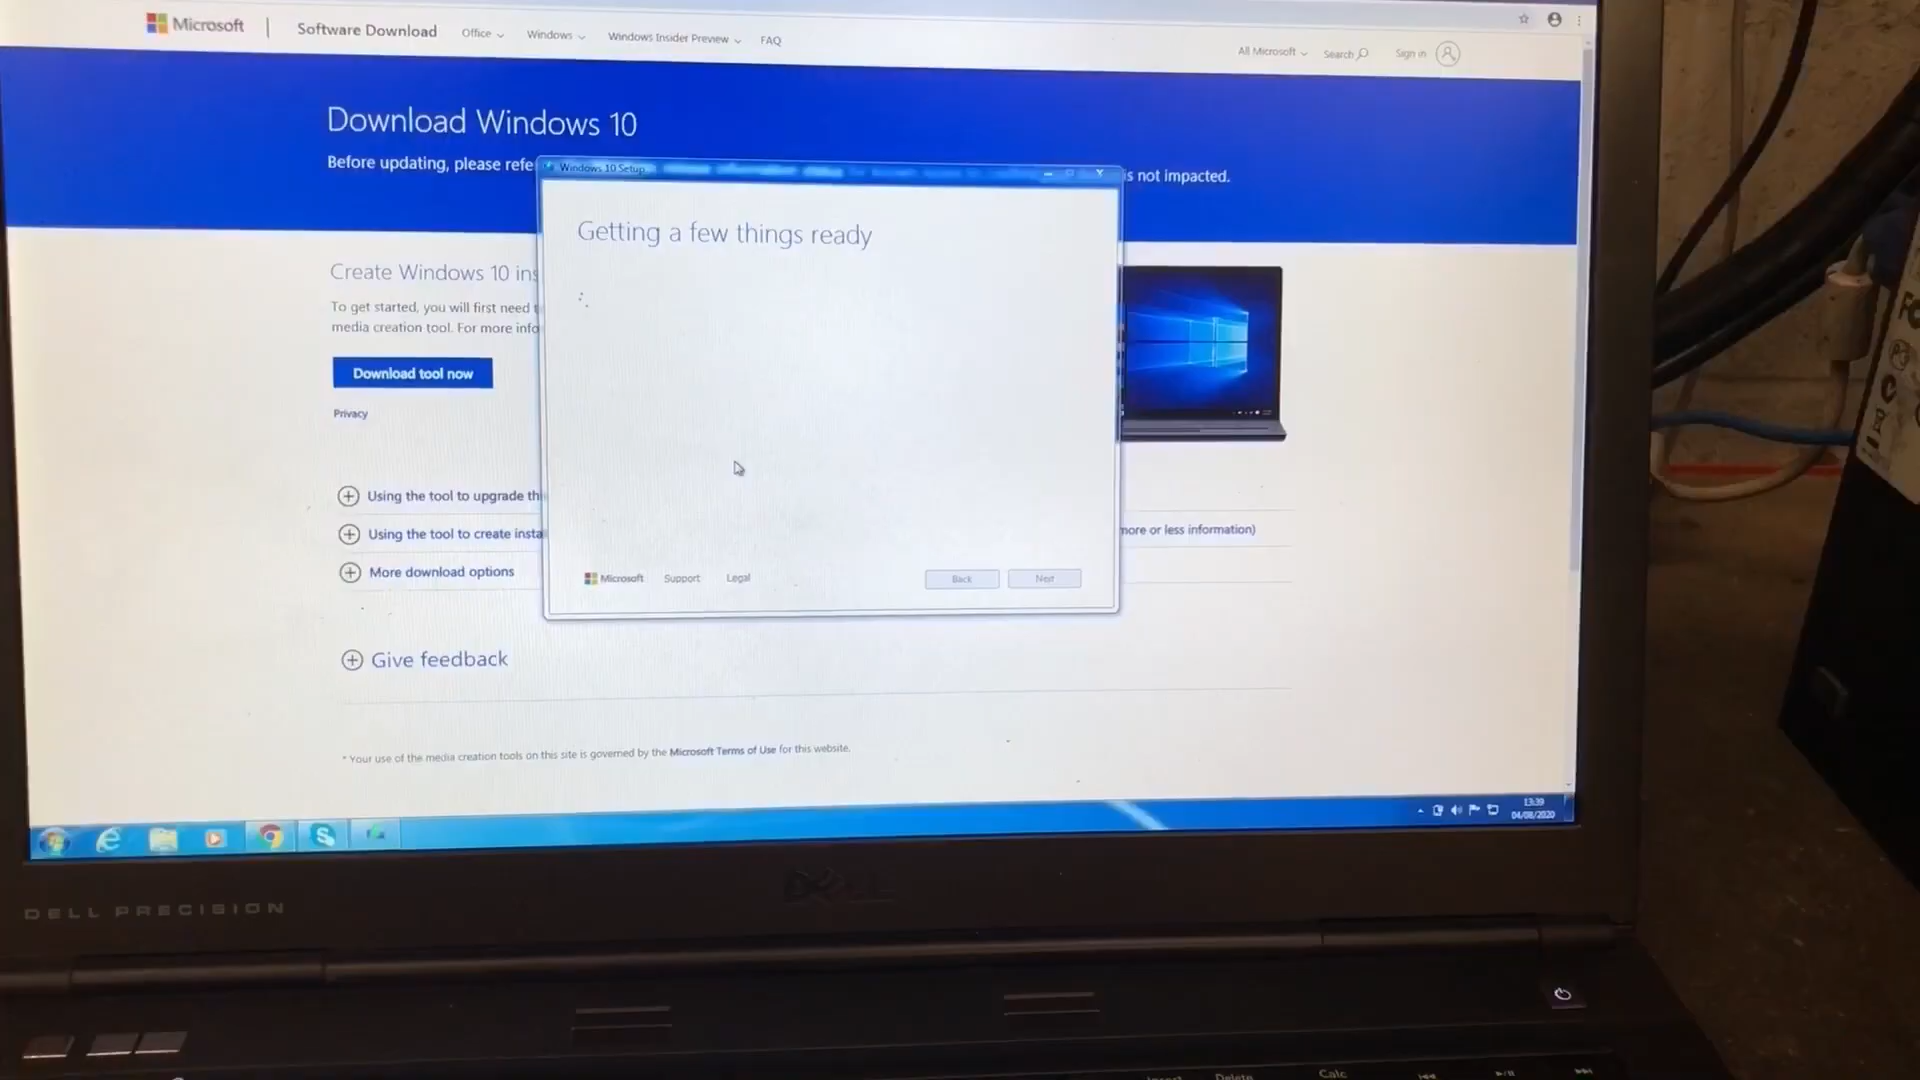 Microsoft
Software Download
Office
Windows
Windows Insider Preview
FAQ
All Microsoft
Search
Sign in
Download Windows 10
Before updating, please refe
is not impacted.
Windows 10 Setup
Getting a few things ready
Create Windows 10 ins
To get started, you will first need
media creation tool. For more info
Download tool now
Privacy
Using the tool to upgrade thi
Using the tool to create insta
more or less information)
More download options
Microsoft
Support
Legal
Back
Next
Give feedback
* Your use of the media creation tools on this site is governed by the Microsoft Terms of Use for this website.
13:39
04/08/2020
DELL
DELL PRECISION
Insert
Delete
Calc